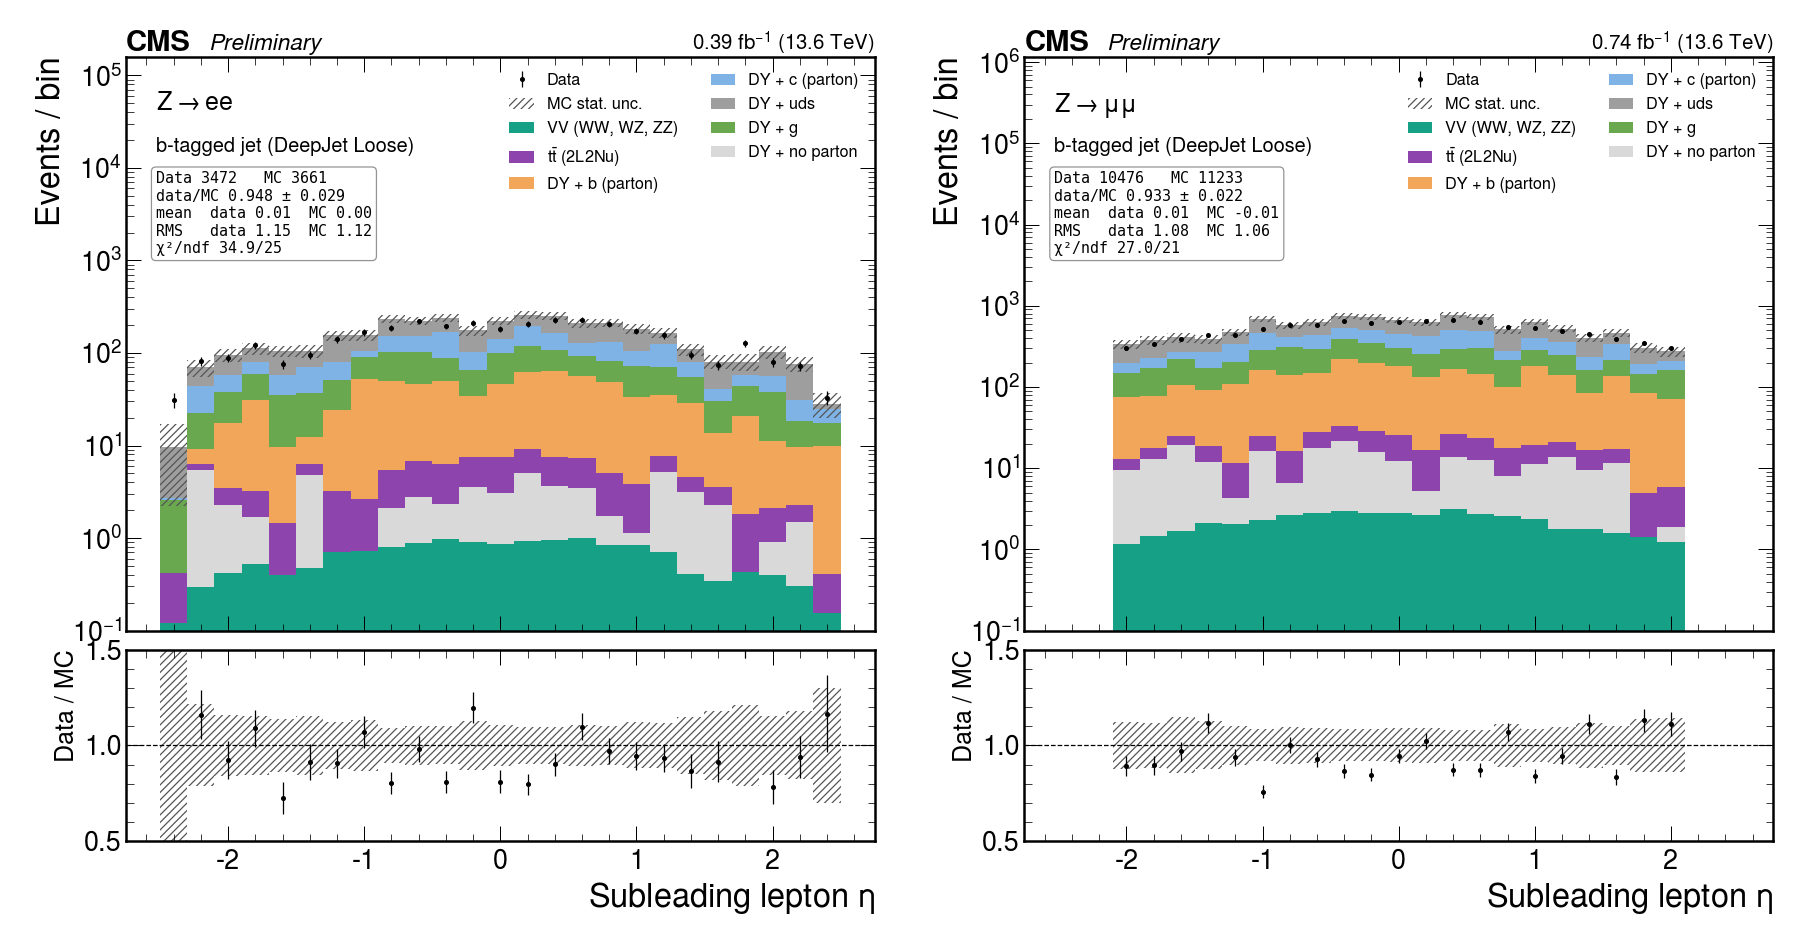 CMS Preliminary 0.39 fb⁻¹ (13.6 TeV)
Events / bin
10⁵
10⁴
10³
10²
10¹
10⁰
10⁻¹
Z→ee
b-tagged jet (DeepJet Loose)
Data 3472 MC 3661
data/MC 0.948 ± 0.029
mean data 0.01 MC 0.00
RMS data 1.15 MC 1.12
χ²/ndf 34.9/25
Data
MC stat. unc.
VV (WW, WZ, ZZ)
tt̄ (2L2Nu)
DY + b (parton)
DY + c (parton)
DY + uds
DY + g
DY + no parton
Data / MC
1.5
1.0
0.5
-2 -1 0 1 2
Subleading lepton η
CMS Preliminary 0.74 fb⁻¹ (13.6 TeV)
Events / bin
10⁶
10⁵
10⁴
10³
10²
10¹
10⁰
10⁻¹
Z→μμ
b-tagged jet (DeepJet Loose)
Data 10476 MC 11233
data/MC 0.933 ± 0.022
mean data 0.01 MC -0.01
RMS data 1.08 MC 1.06
χ²/ndf 27.0/21
Data
MC stat. unc.
VV (WW, WZ, ZZ)
tt̄ (2L2Nu)
DY + b (parton)
DY + c (parton)
DY + uds
DY + g
DY + no parton
Data / MC
1.5
1.0
0.5
-2 -1 0 1 2
Subleading lepton η